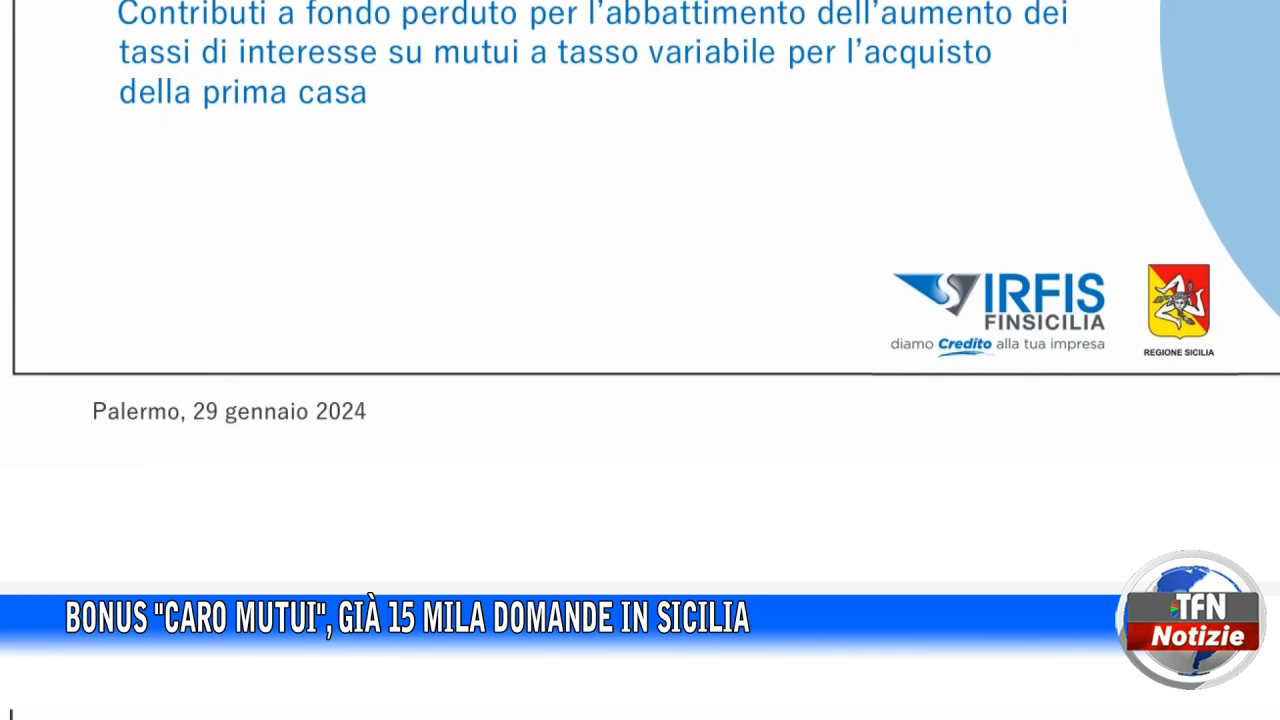 Contributi a fondo perduto per l’abbattimento dell’aumento dei
tassi di interesse su mutui a tasso variabile per l’acquisto
della prima casa
IRFIS
FINSICILIA
diamo Credito alla tua impresa
REGIONE SICILIA
Palermo, 29 gennaio 2024
BONUS "CARO MUTUI", GIÀ 15 MILA DOMANDE IN SICILIA
TFN
Notizie